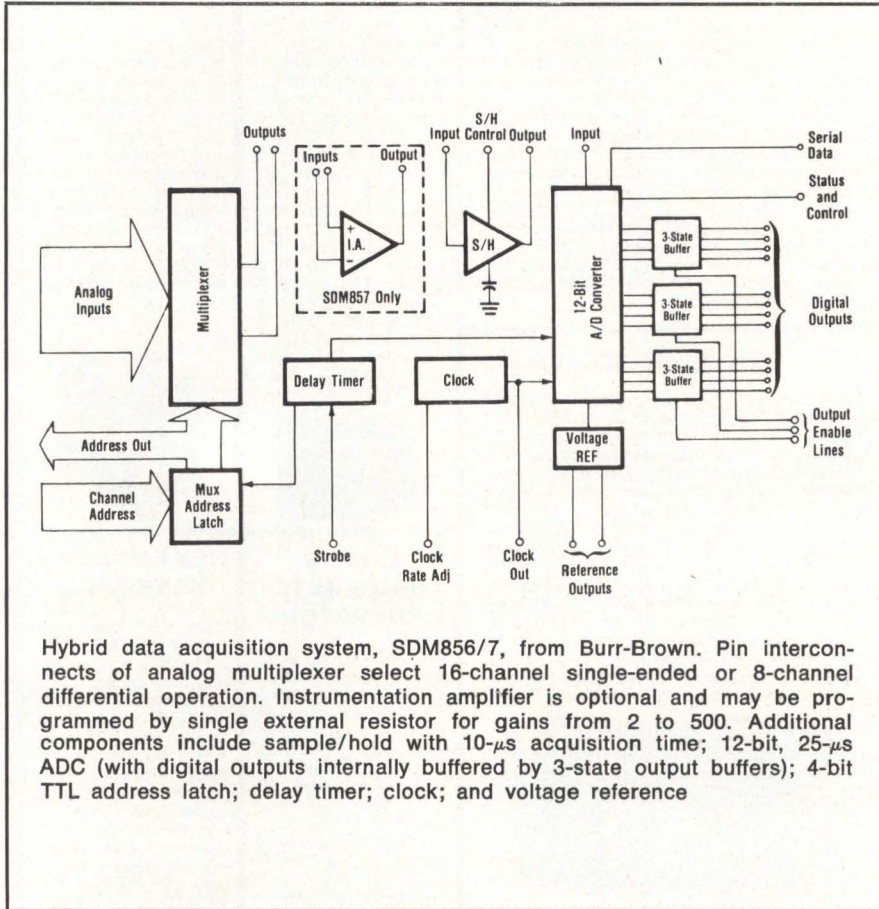 Outputs
Inputs
Output
Input
S/H
Control
Output
Input
Serial
Data
Status
and
Control
Analog
Inputs
Multiplexer
+
I.A.
−
SDM857 Only
S/H
12-Bit
A/D Converter
3-State
Buffer
3-State
Buffer
3-State
Buffer
Digital
Outputs
Delay Timer
Clock
Output
Enable
Lines
Address Out
Channel
Address
Mux
Address
Latch
Voltage
REF
Strobe
Clock
Rate Adj
Clock
Out
Reference
Outputs
Hybrid data acquisition system, SDM856/7, from Burr-Brown. Pin intercon-
nects of analog multiplexer select 16-channel single-ended or 8-channel
differential operation. Instrumentation amplifier is optional and may be pro-
grammed by single external resistor for gains from 2 to 500. Additional
components include sample/hold with 10-μs acquisition time; 12-bit, 25-μs
ADC (with digital outputs internally buffered by 3-state output buffers); 4-bit
TTL address latch; delay timer; clock; and voltage reference